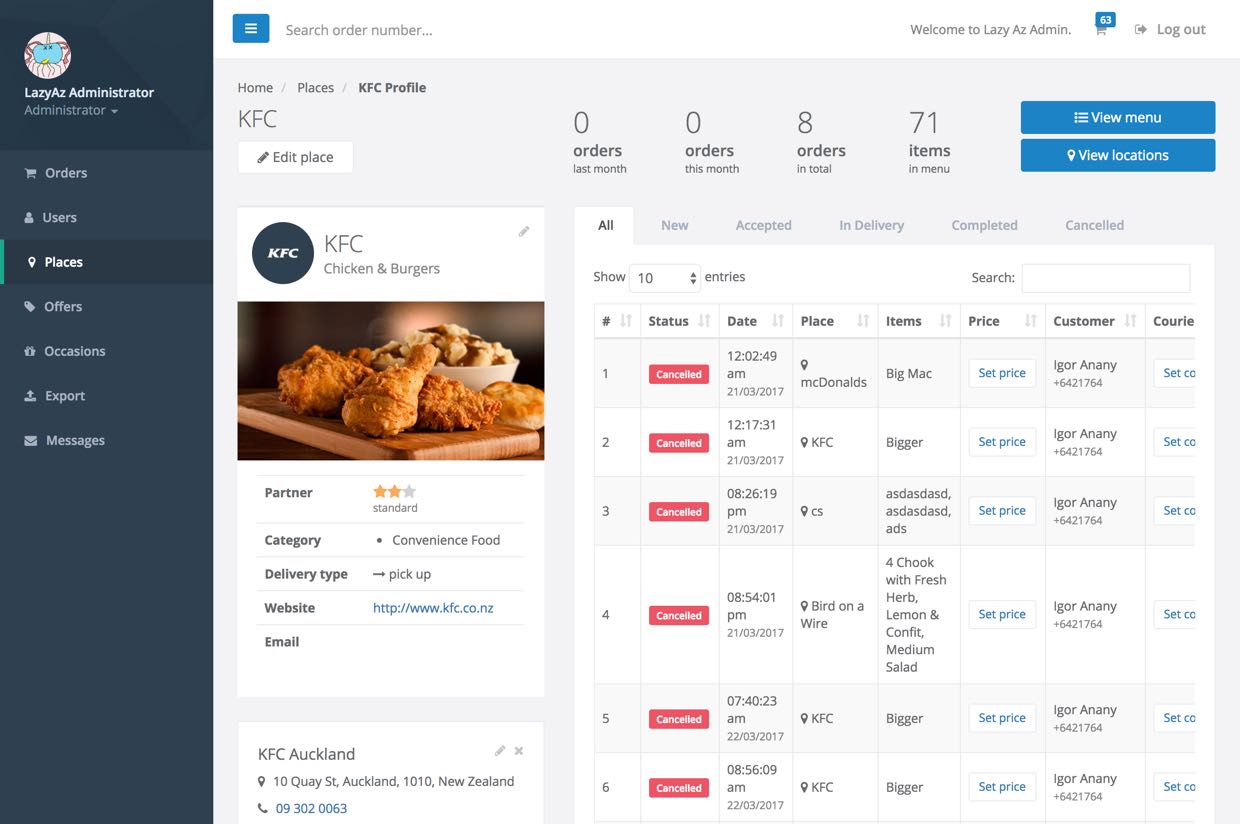 LazyAz Administrator
Administrator
Orders
Users
Places
Offers
Occasions
Export
Messages
Search order number...
Welcome to Lazy Az Admin.
63
Log out
Home / Places / KFC Profile
KFC
Edit place
0
orders
last month
0
orders
this month
8
orders
in total
71
items
in menu
View menu
View locations
KFC
KFC
Chicken & Burgers
Partner
standard
Category
• Convenience Food
Delivery type
pick up
Website
http://www.kfc.co.nz
Email
KFC Auckland
10 Quay St, Auckland, 1010, New Zealand
09 302 0063
All New Accepted In Delivery Completed Cancelled
Show 10 entries
Search:
# Status Date Place Items Price Customer Courie
1 Cancelled
12:02:49
am
21/03/2017
mcDonalds
Big Mac
Set price
Igor Anany
+6421764
Set co
2 Cancelled
12:17:31
am
21/03/2017
KFC
Bigger
Set price
Igor Anany
+6421764
Set co
3 Cancelled
08:26:19
pm
21/03/2017
cs
asdasdasd,
asdasdasd,
ads
Set price
Igor Anany
+6421764
Set co
4 Cancelled
08:54:01
pm
21/03/2017
Bird on a
Wire
4 Chook
with Fresh
Herb,
Lemon &
Confit,
Medium
Salad
Set price
Igor Anany
+6421764
Set co
5 Cancelled
07:40:23
am
22/03/2017
KFC
Bigger
Set price
Igor Anany
+6421764
Set co
6 Cancelled
08:56:09
am
22/03/2017
KFC
Bigger
Set price
Igor Anany
+6421764
Set co